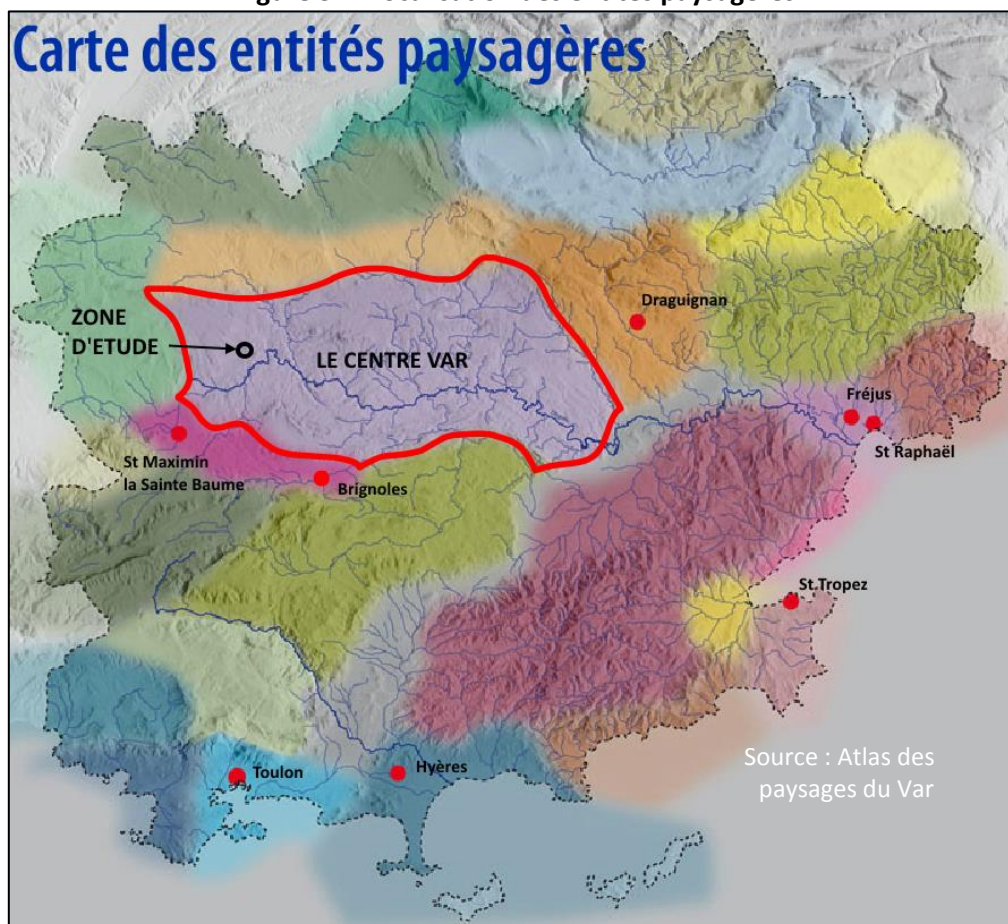 Carte des entités paysagères
Draguignan
ZONE
D'ETUDE
LE CENTRE VAR
Fréjus
St Raphaël
St Maximin
la Sainte Baume
Brignoles
St.Tropez
Source : Atlas des
paysages du Var
Toulon
Hyères